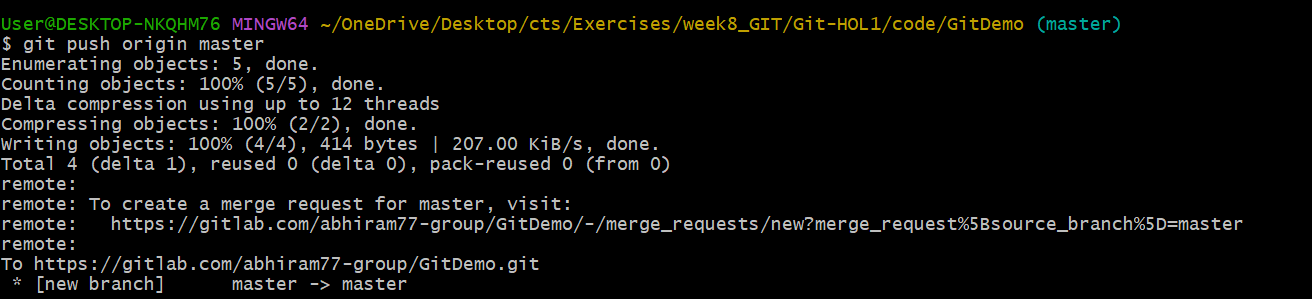 User@DESKTOP-NKQHM76 MINGW64 ~/OneDrive/Desktop/cts/Exercises/week8_GIT/Git-HOL1/code/GitDemo (master)
$ git push origin master
Enumerating objects: 5, done.
Counting objects: 100% (5/5), done.
Delta compression using up to 12 threads
Compressing objects: 100% (2/2), done.
Writing objects: 100% (4/4), 414 bytes | 207.00 KiB/s, done.
Total 4 (delta 1), reused 0 (delta 0), pack-reused 0 (from 0)
remote:
remote: To create a merge request for master, visit:
remote:   https://gitlab.com/abhiram77-group/GitDemo/-/merge_requests/new?merge_request%5Bsource_branch%5D=master
remote:
To https://gitlab.com/abhiram77-group/GitDemo.git
 * [new branch]      master -> master